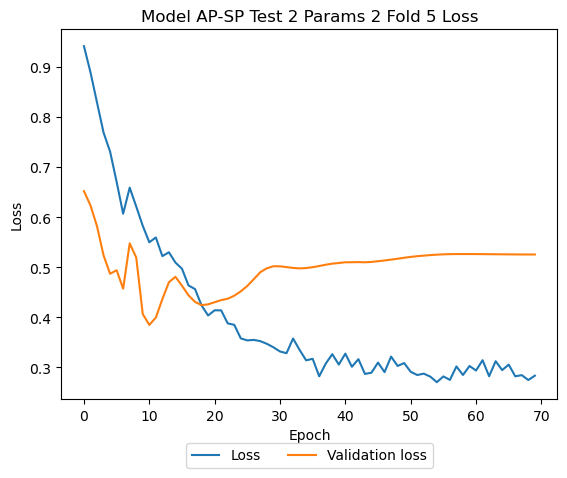 Model AP-SP Test 2 Params 2 Fold 5 Loss
Loss
0.9
0.8
0.7
0.6
0.5
0.4
0.3
0 10 20 30 40 50 60 70
Epoch
Loss Validation loss